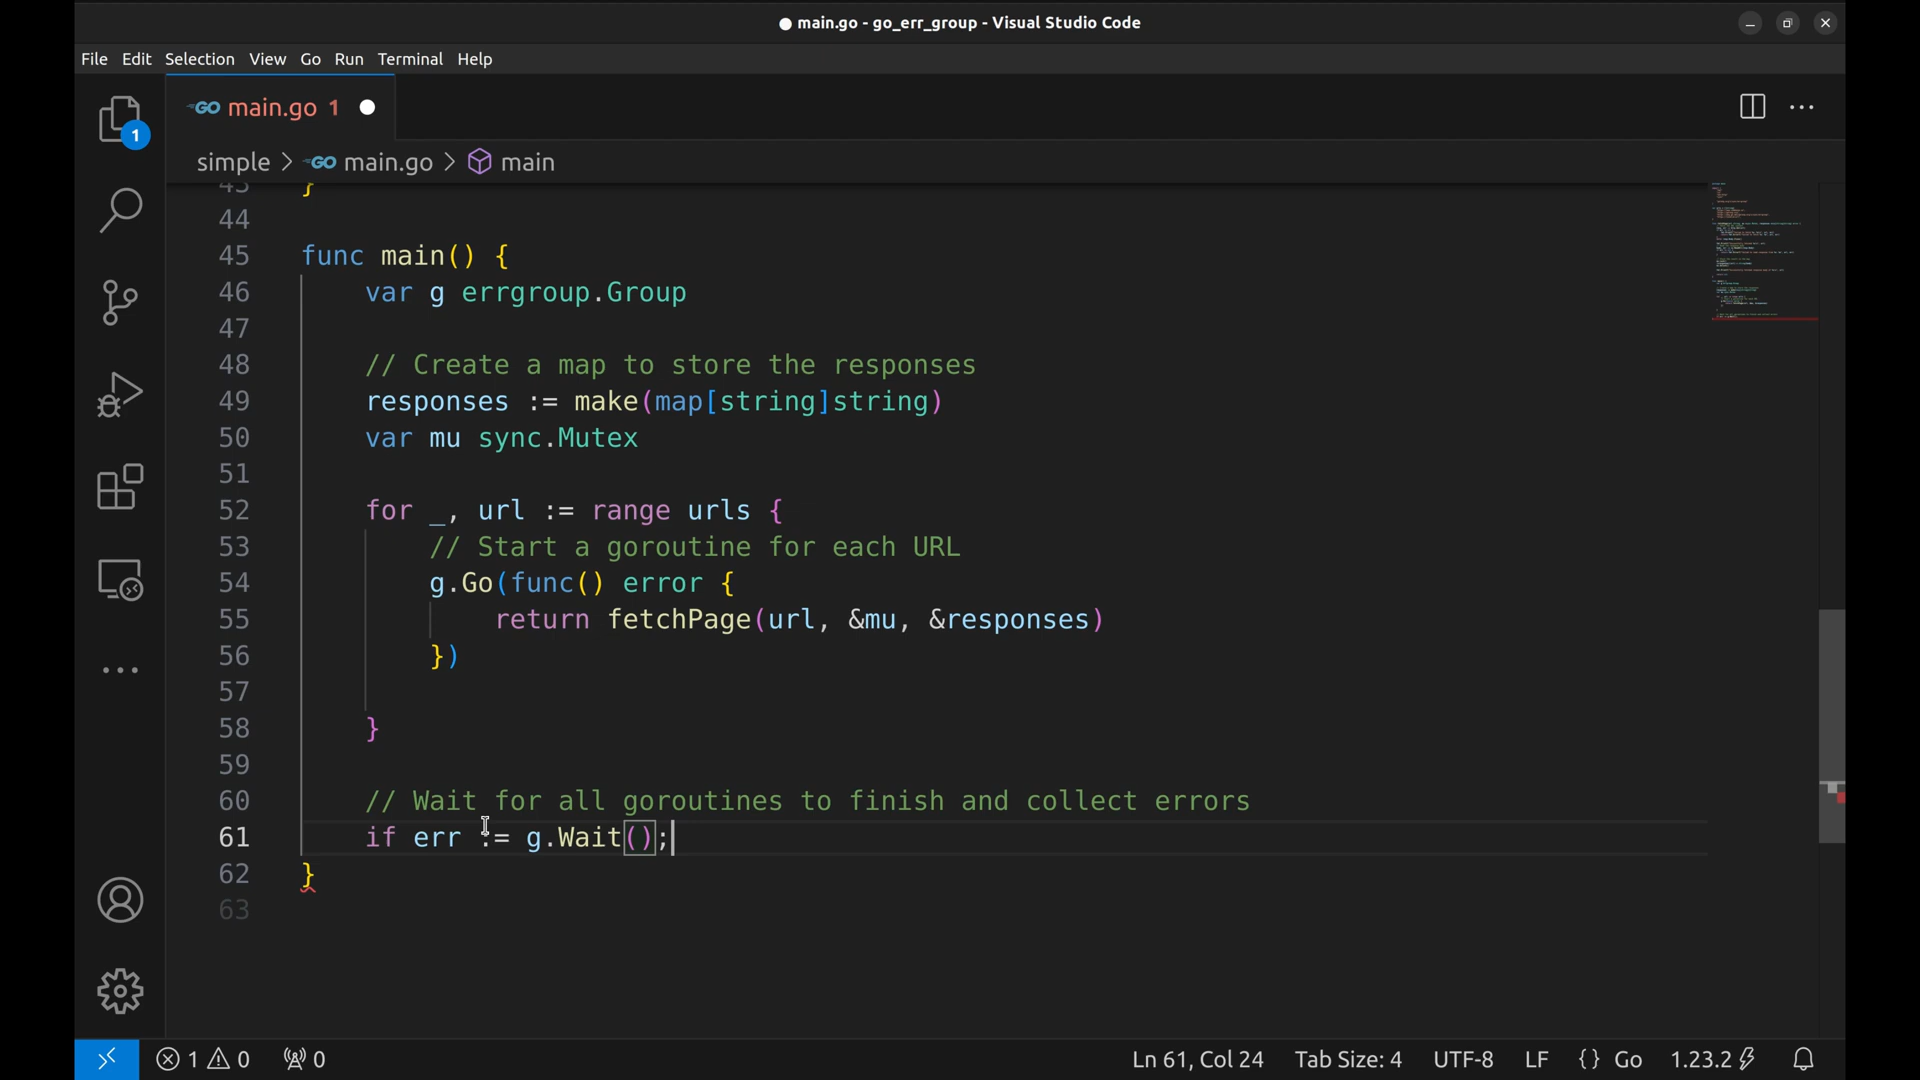 main.go - go_err_group - Visual Studio Code
File Edit Selection View Go Run Terminal Help
GO main.go 1
1
simple > GO main.go > main
43 }
44
45 func main() {
46 var g errgroup.Group
47
48 // Create a map to store the responses
49 responses := make(map[string]string)
50 var mu sync.Mutex
51
52 for _, url := range urls {
53 // Start a goroutine for each URL
54 g.Go(func() error {
55 return fetchPage(url, &mu, &responses)
56 })
57
58 }
59
60 // Wait for all goroutines to finish and collect errors
61 if err := g.Wait();
62 }
63
1 0 0 Ln 61, Col 24 Tab Size: 4 UTF-8 LF {} Go 1.23.2